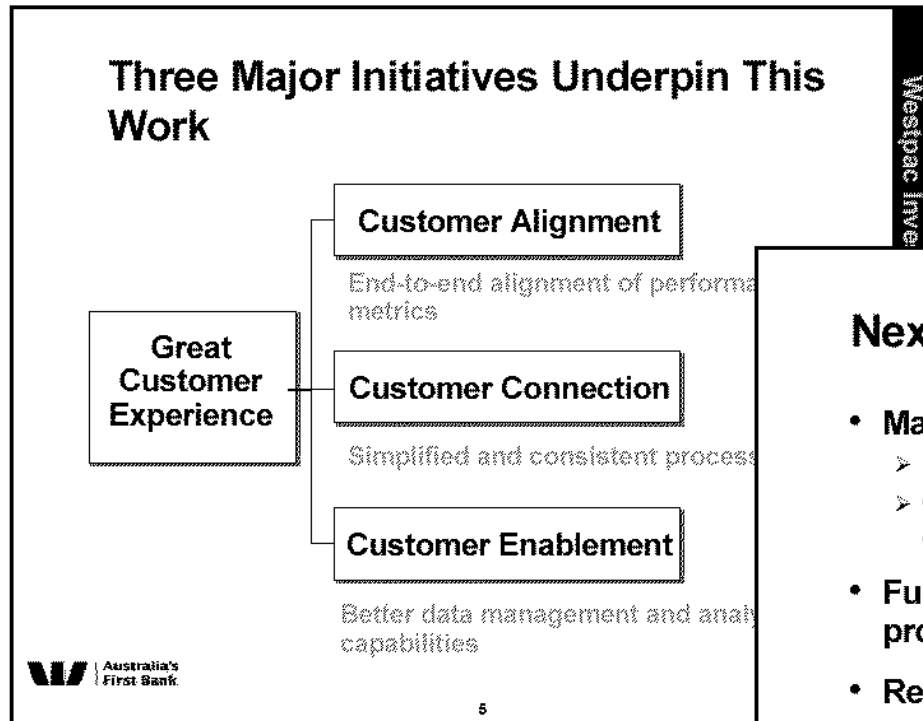 Three Major Initiatives Underpin This
Work
Customer Alignment
End-to-end alignment of performa
metrics
Great
Customer
Experience
Customer Connection
Simplified and consistent process
Customer Enablement
Better data management and analy
capabilities
Australia's
First Bank
5
Westpac Inve
Nex
• Ma
• Fu
pro
• Re